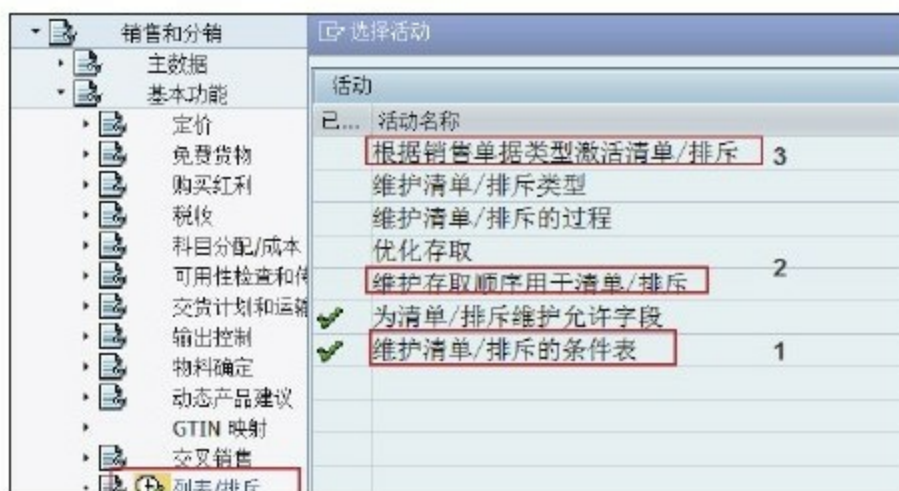 销售和分销
主数据
基本功能
定价
免费货物
购买红利
税收
科目分配/成本
可用性检查和传
交货计划和运输
输出控制
物料确定
动态产品建议
GTIN 映射
交叉销售
列表/排斥
选择活动
活动
已... 活动名称
根据销售单据类型激活清单/排斥 3
维护清单/排斥类型
维护清单/排斥的过程
优化存取
维护存取顺序用于清单/排斥 2
为清单/排斥维护允许字段
维护清单/排斥的条件表 1